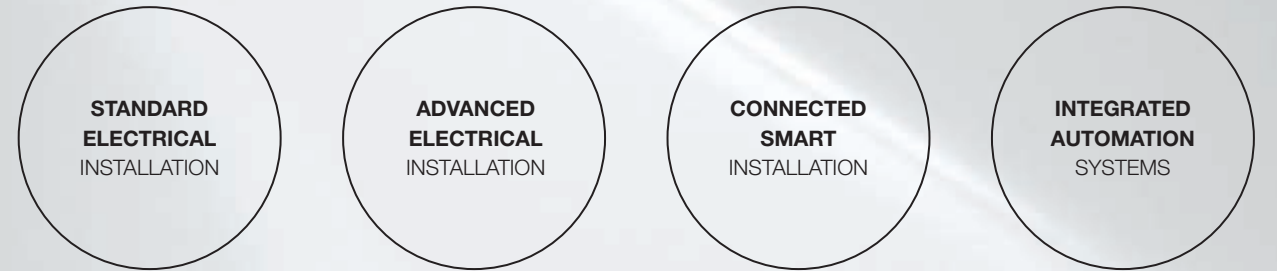 STANDARD
ELECTRICAL
INSTALLATION
ADVANCED
ELECTRICAL
INSTALLATION
CONNECTED
SMART
INSTALLATION
INTEGRATED
AUTOMATION
SYSTEMS